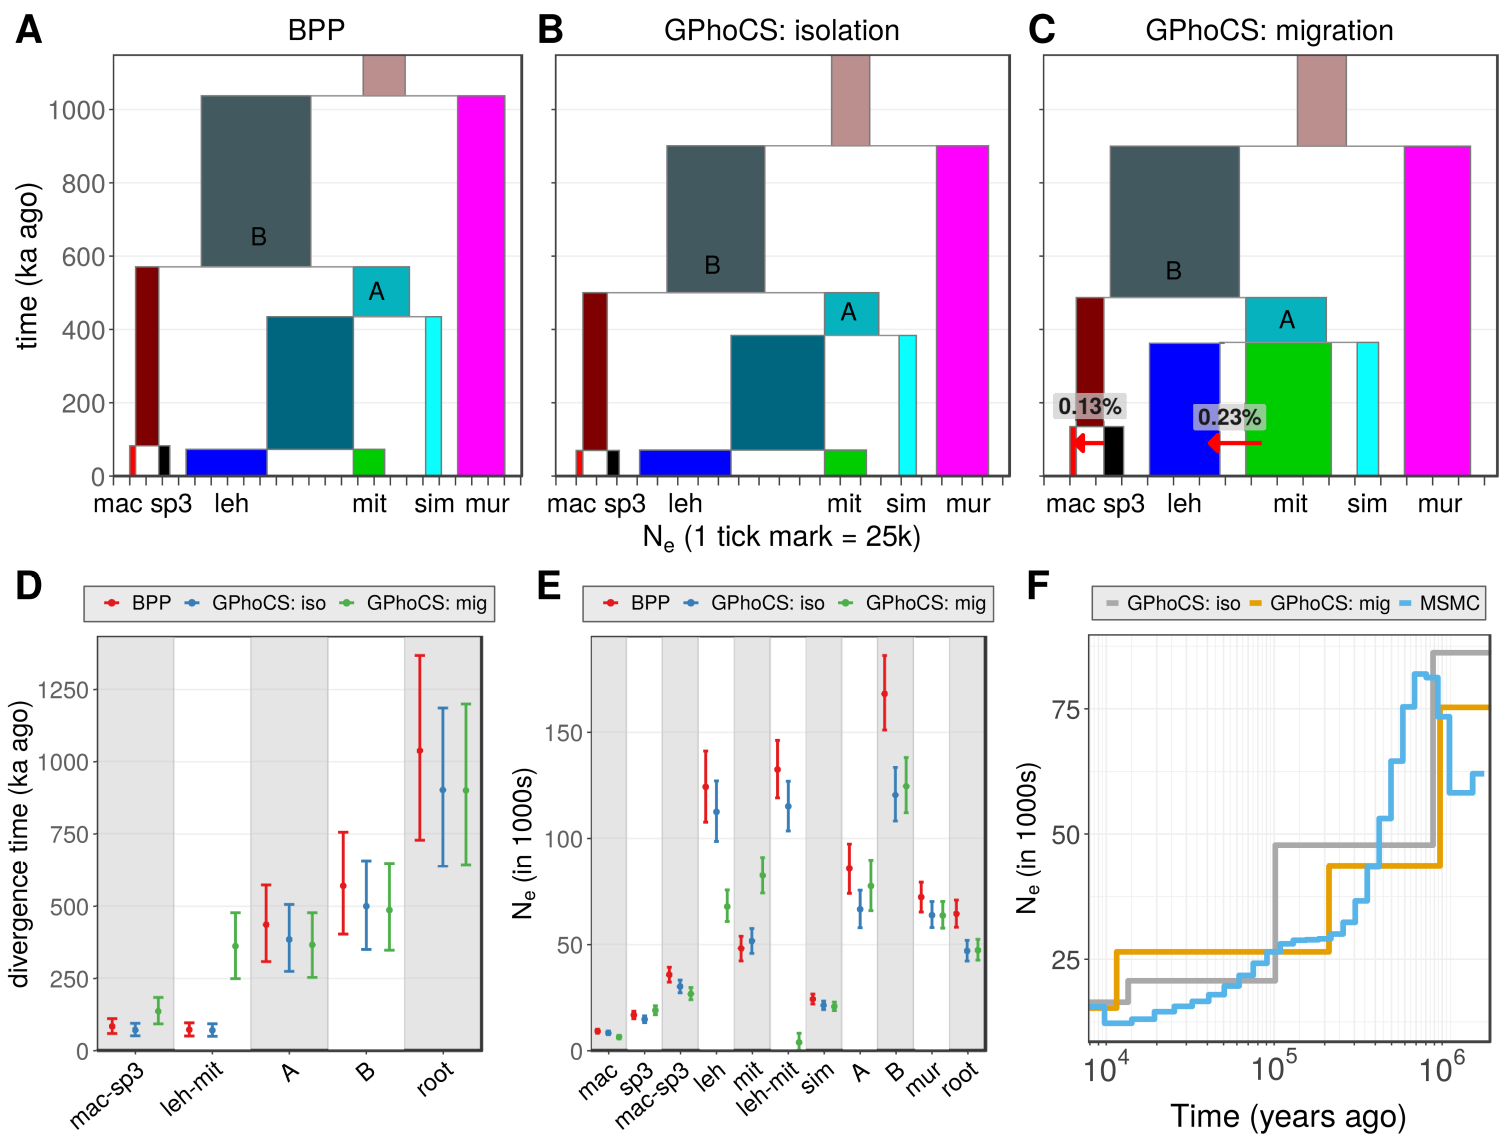 A BPP
B GPhoCS: isolation
C GPhoCS: migration
time (ka ago)
1000
800
600
400
200
0
B
A
mac sp3 leh mit sim mur
B
A
mac sp3 leh mit sim mur
B
A
0.13%
0.23%
mac sp3 leh mit sim mur
Ne (1 tick mark = 25k)
D
BPP GPhoCS: iso GPhoCS: mig
divergence time (ka ago)
1250
1000
750
500
250
0
mac-sp3 leh-mit A B root
E
BPP GPhoCS: iso GPhoCS: mig
Ne (in 1000s)
150
100
50
0
mac sp3 mac-sp3 leh mit leh-mit sim A B mur root
F
GPhoCS: iso GPhoCS: mig MSMC
Ne (in 1000s)
75
50
25
10^4 10^5 10^6
Time (years ago)